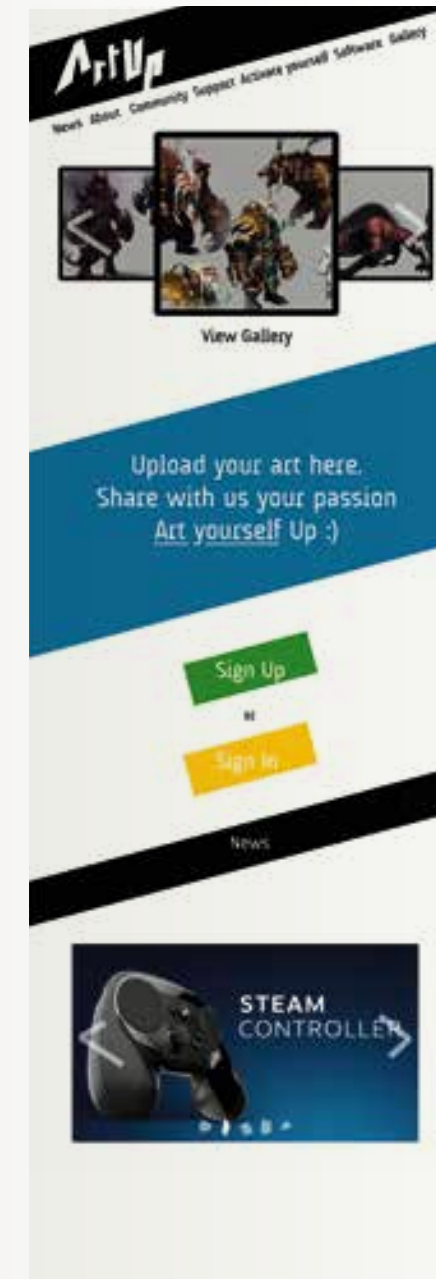 ArtUp
News About Community Support Activate yourself Software Gallery
View Gallery
Upload your art here.
Share with us your passion
Art yourself Up :)
Sign Up
Sign In
News
STEAM
CONTROLLER